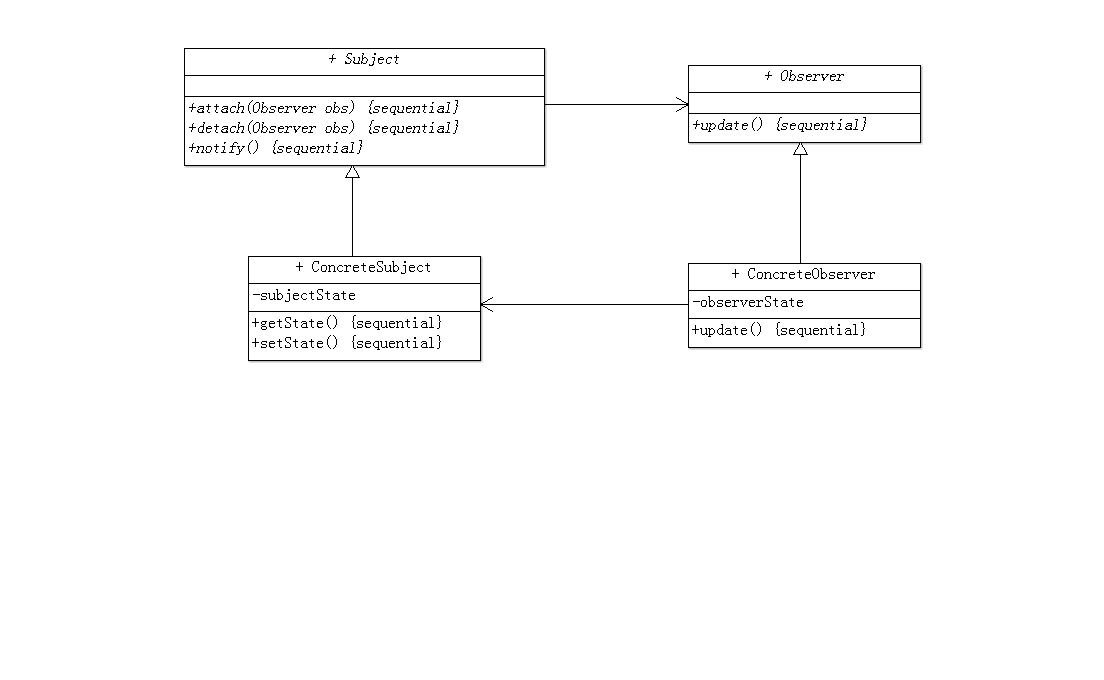 + Subject
+attach(Observer obs) {sequential}
+detach(Observer obs) {sequential}
+notify() {sequential}
+ Observer
+update() {sequential}
+ ConcreteSubject
-subjectState
+getState() {sequential}
+setState() {sequential}
+ ConcreteObserver
-observerState
+update() {sequential}